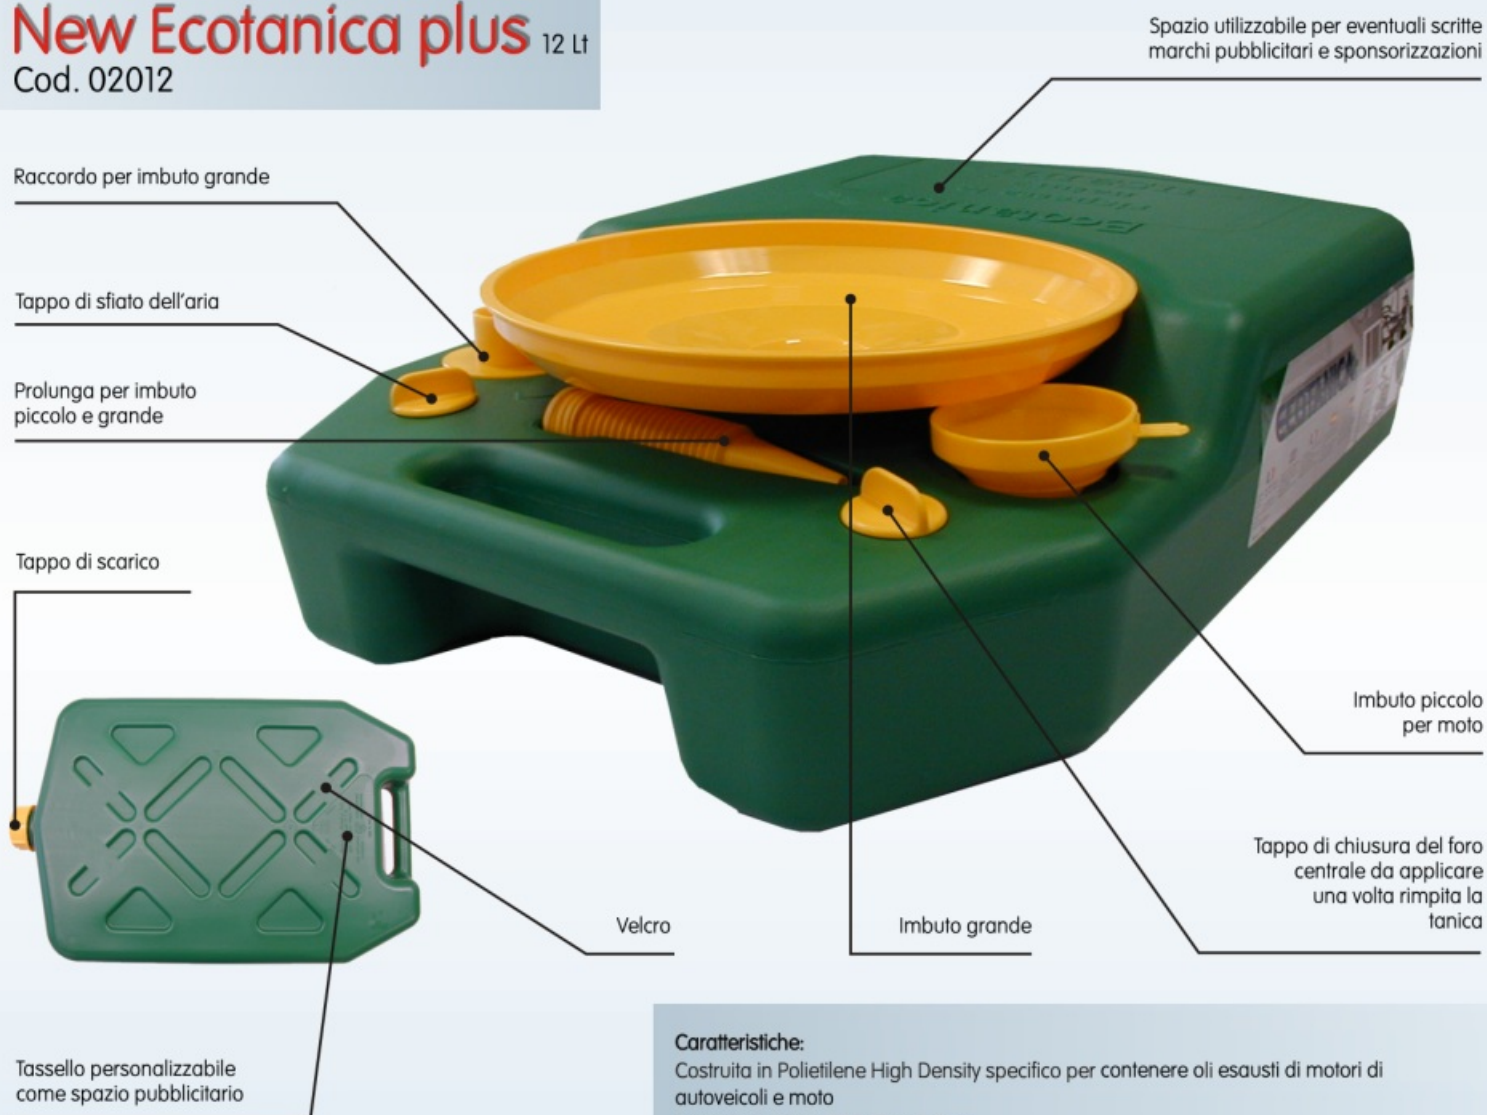 New Ecotanica plus 12 Lt
Cod. 02012
Spazio utilizzabile per eventuali scritte
marchi pubblicitari e sponsorizzazioni
Raccordo per imbuto grande
Tappo di sfiato dell'aria
Prolunga per imbuto
piccolo e grande
Tappo di scarico
Ecotanica
ECOTANICA
Imbuto piccolo
per moto
Tappo di chiusura del foro
centrale da applicare
una volta rimpita la
tanica
Velcro
Imbuto grande
Tassello personalizzabile
come spazio pubblicitario
Caratteristiche:
Costruita in Polietilene High Density specifico per contenere oli esausti di motori di
autoveicoli e moto